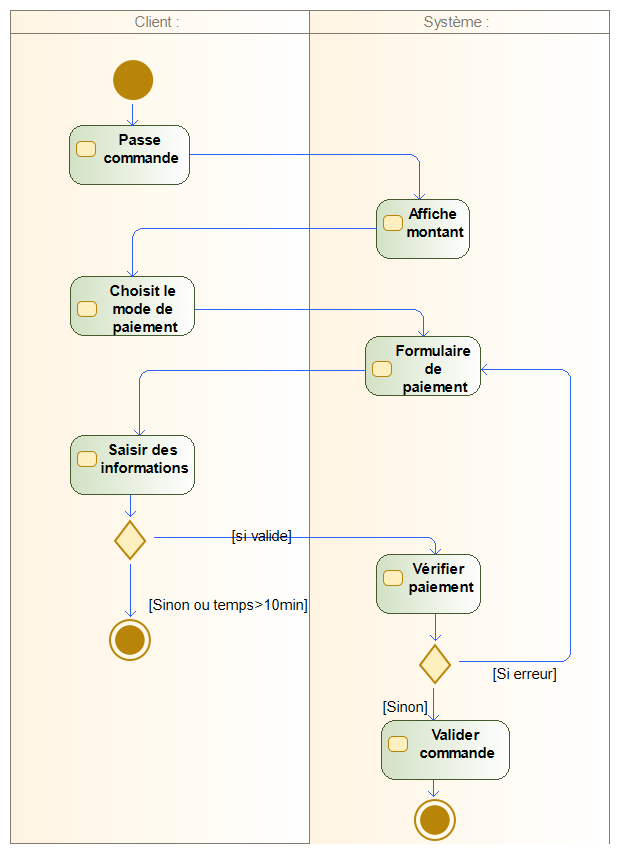 Client :
Système :
Passe
commande
Affiche
montant
Choisit le
mode de
paiement
Formulaire
de
paiement
Saisir des
informations
[si valide]
Vérifier
paiement
[Sinon ou temps>10min]
[Si erreur]
[Sinon]
Valider
commande